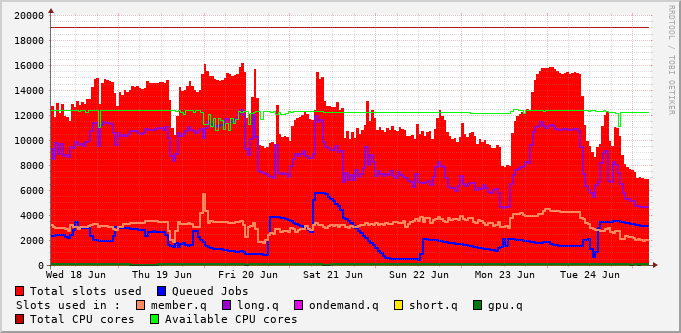 20000
18000
16000
14000
12000
10000
8000
6000
4000
2000
0
Wed 18 Jun Thu 19 Jun Fri 20 Jun Sat 21 Jun Sun 22 Jun Mon 23 Jun Tue 24 Jun
Total slots used Queued Jobs
Slots used in : member.q long.q ondemand.q short.q gpu.q
Total CPU cores Available CPU cores
RRDTOOL / TOBI OETIKER